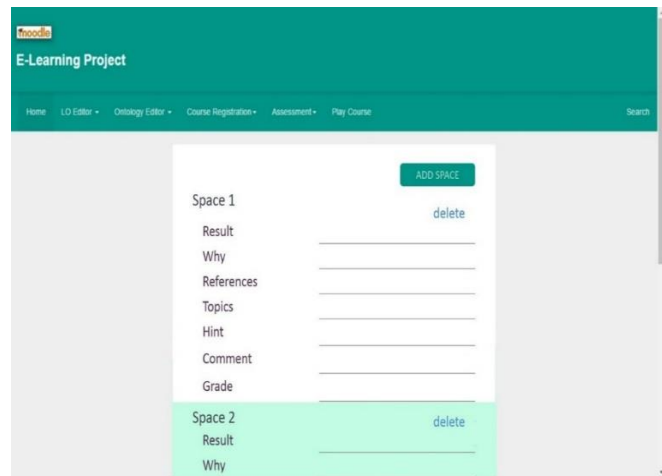 moodle
E-Learning Project
Home LO Editor Ontology Editor Course Registration Assessment Play Course Search
ADD SPACE
Space 1
delete
Result
Why
References
Topics
Hint
Comment
Grade
Space 2 delete
Result
Why